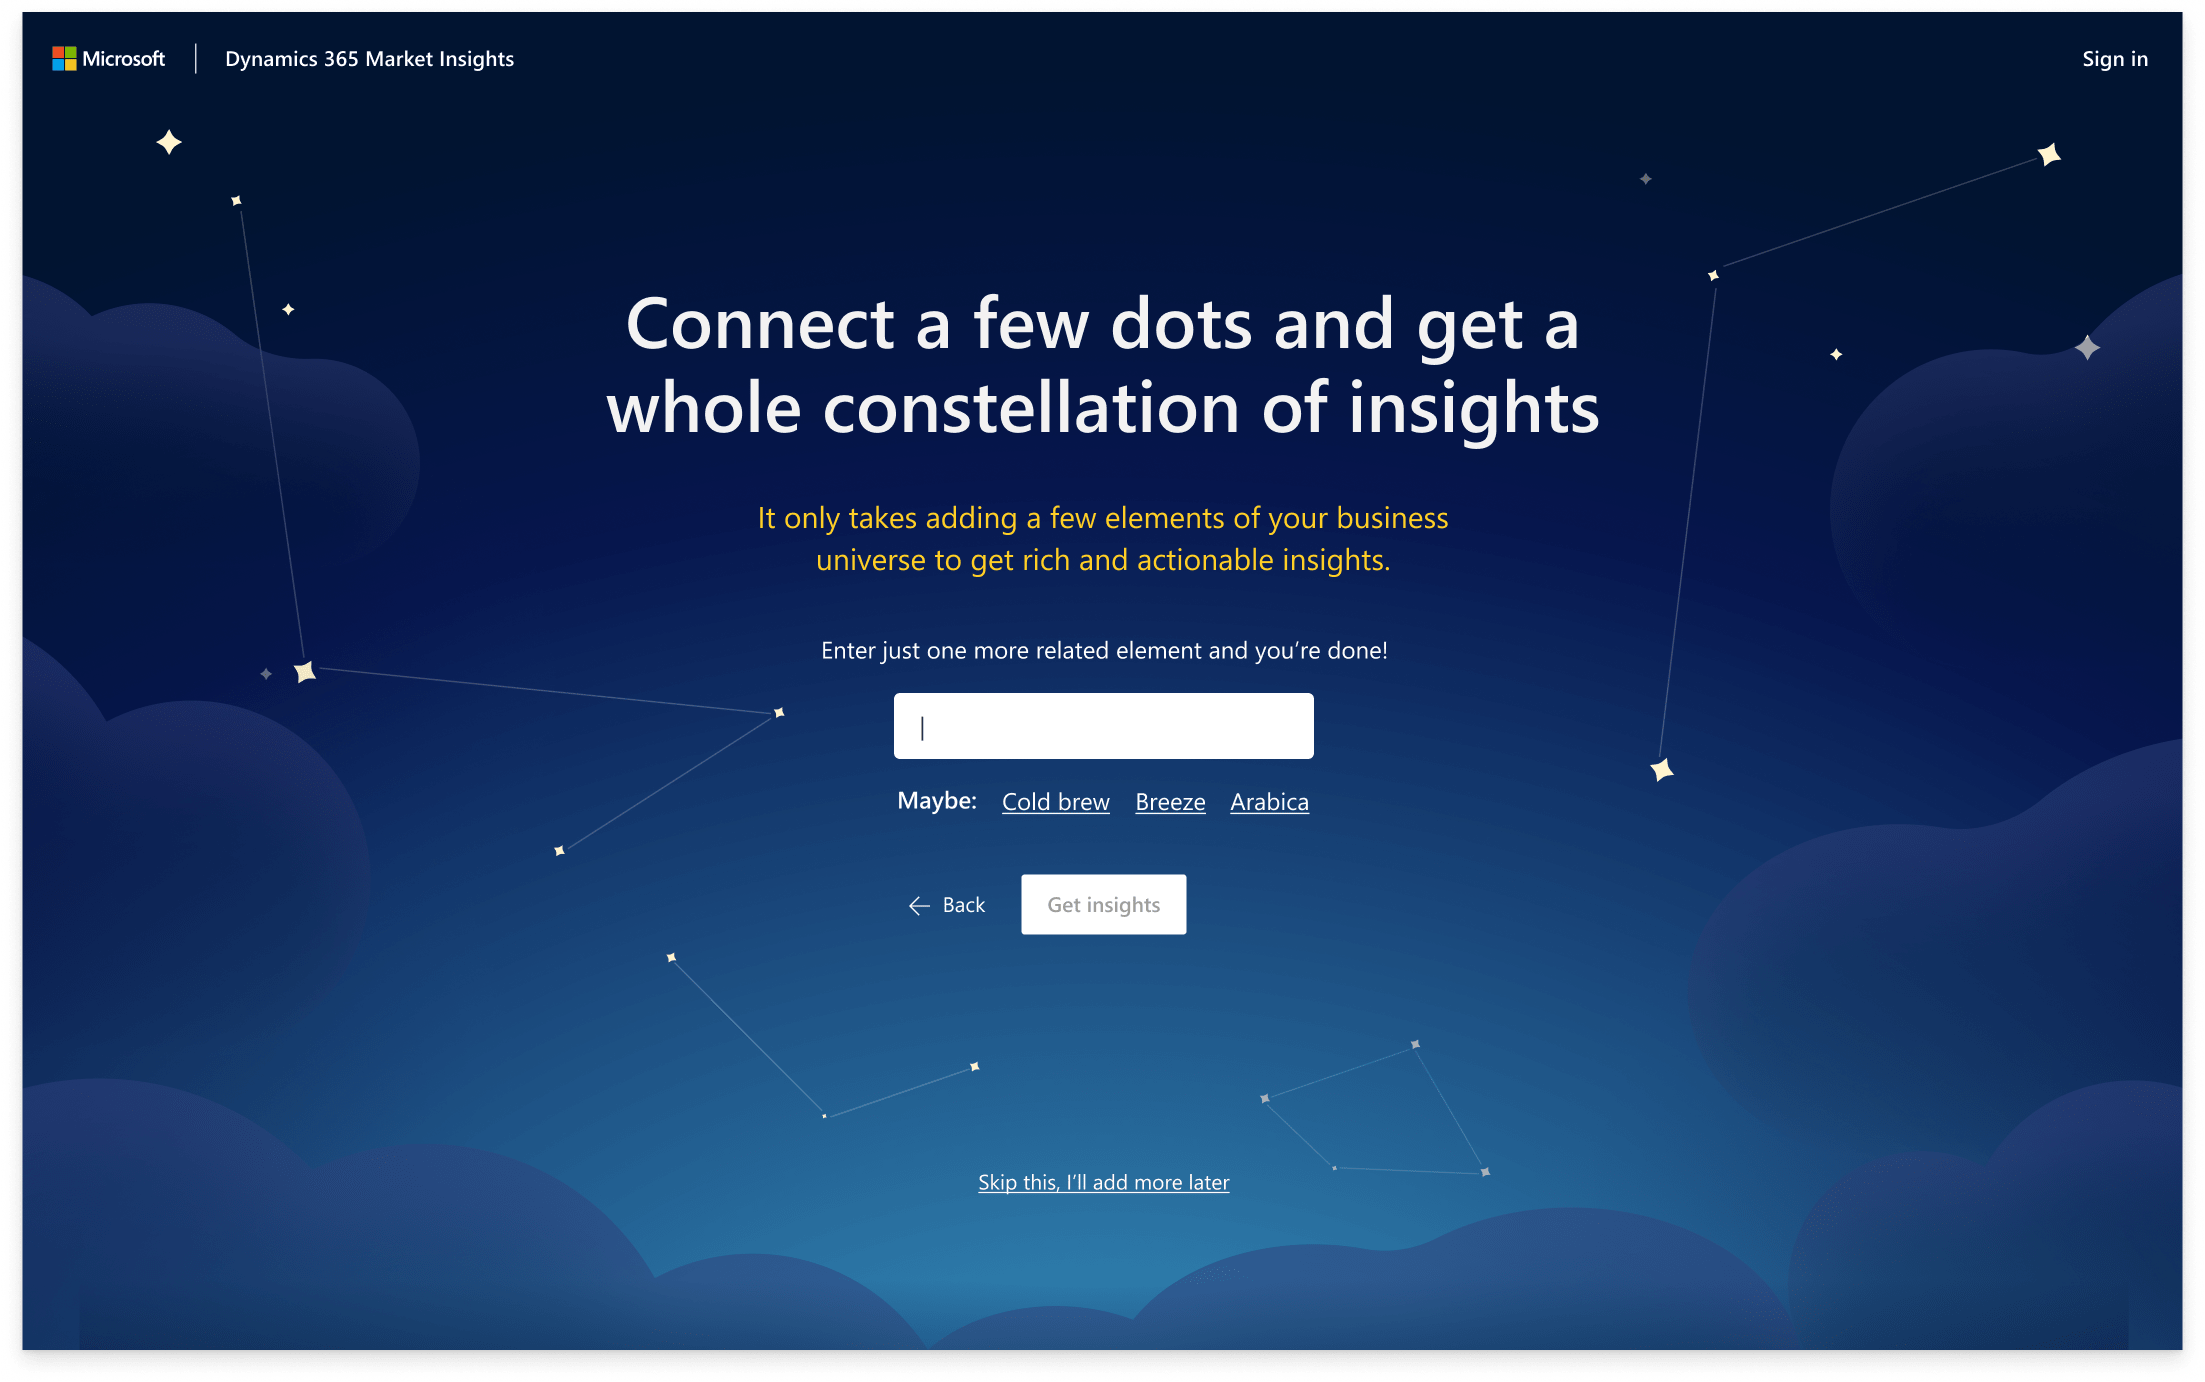 Microsoft
Dynamics 365 Market Insights
Sign in
Connect a few dots and get a
whole constellation of insights
It only takes adding a few elements of your business
universe to get rich and actionable insights.
Enter just one more related element and you’re done!
Maybe: Cold brew Breeze Arabica
Back
Get insights
Skip this, I’ll add more later